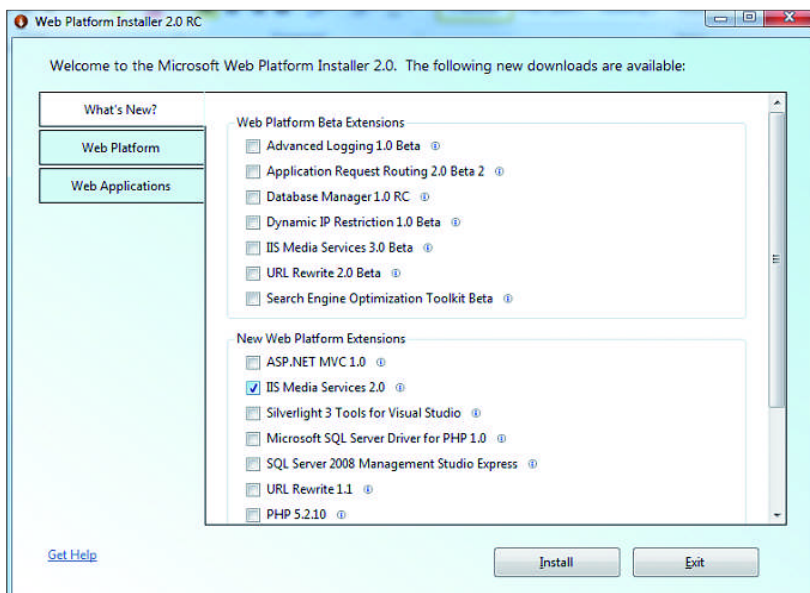 Web Platform Installer 2.0 RC
Welcome to the Microsoft Web Platform Installer 2.0. The following new downloads are available:
What's New?
Web Platform
Web Applications
Web Platform Beta Extensions
Advanced Logging 1.0 Beta
Application Request Routing 2.0 Beta 2
Database Manager 1.0 RC
Dynamic IP Restriction 1.0 Beta
IIS Media Services 3.0 Beta
URL Rewrite 2.0 Beta
Search Engine Optimization Toolkit Beta
New Web Platform Extensions
ASP.NET MVC 1.0
IIS Media Services 2.0
Silverlight 3 Tools for Visual Studio
Microsoft SQL Server Driver for PHP 1.0
SQL Server 2008 Management Studio Express
URL Rewrite 1.1
PHP 5.2.10
Get Help
Install
Exit